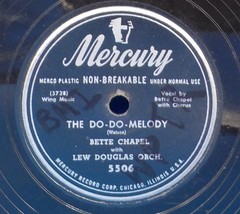 Mercury
MERCO PLASTIC NON-BREAKABLE UNDER NORMAL USE
(3728)
Wing Music
Vocal by
Bette Chapel
with Chorus
THE DO-DO-MELODY
(Watson)
BETTE CHAPEL
with
LEW DOUGLAS ORCH.
5506
MERCURY RECORD CORP. CHICAGO, ILLINOIS U.S.A.